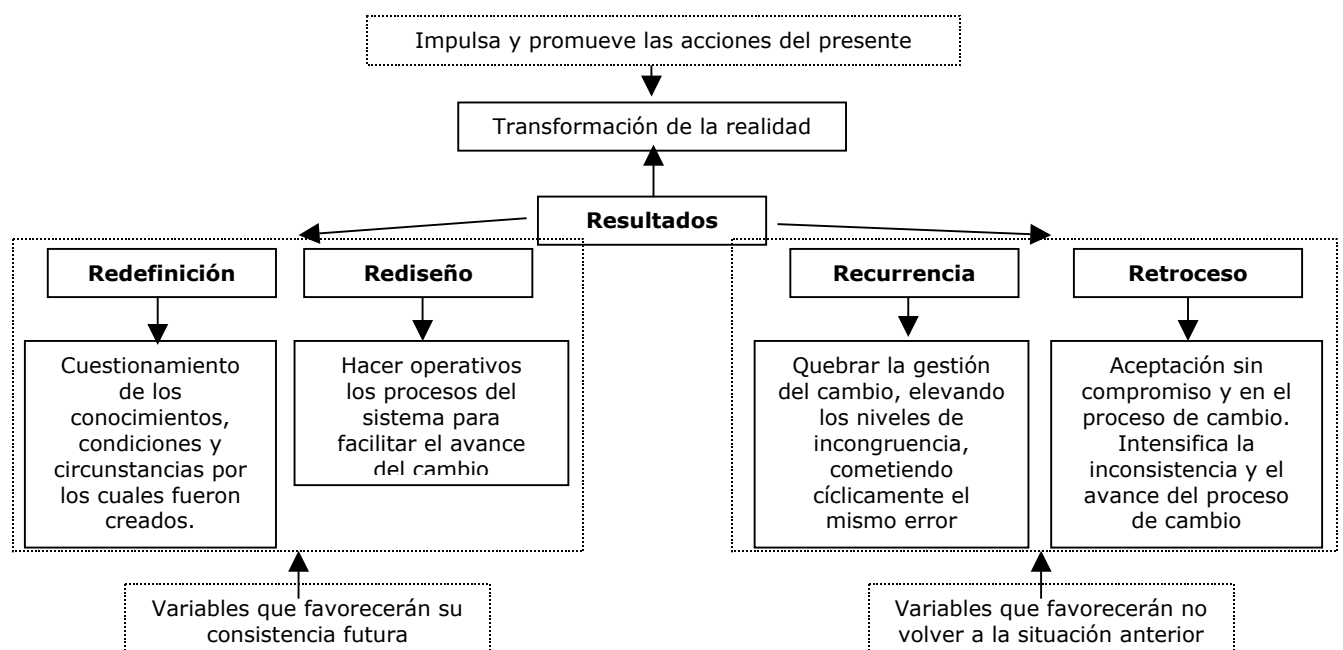 Impulsa y promueve las acciones del presente
Transformación de la realidad
Resultados
Redefinición
Rediseño
Recurrencia
Retroceso
Cuestionamiento
de los
conocimientos,
condiciones y
circunstancias por
los cuales fueron
creados.
Hacer operativos
los procesos del
sistema para
facilitar el avance
del cambio
Quebrar la gestión
del cambio, elevando
los niveles de
incongruencia,
cometiendo
cíclicamente el
mismo error
Aceptación sin
compromiso y en el
proceso de cambio.
Intensifica la
inconsistencia y el
avance del proceso
de cambio
Variables que favorecerán su
consistencia futura
Variables que favorecerán no
volver a la situación anterior